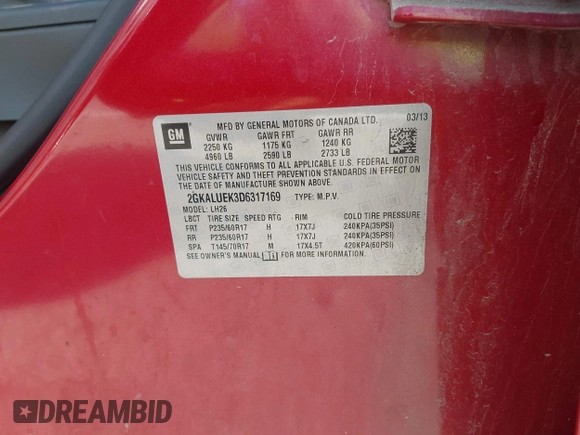 MFD BY GENERAL MOTORS OF CANADA LTD. 03/13
GM
GVWR GAWR FRT GAWR RR
2250 KG 1175 KG 1240 KG
4960 LB 2590 LB 2733 LB
THIS VEHICLE CONFORMS TO ALL APPLICABLE U.S. FEDERAL MOTOR
VEHICLE SAFETY AND THEFT PREVENTION STANDARDS IN EFFECT ON
THE DATE OF MANUFACTURE SHOWN ABOVE.
2GKALUEK3D6317169 TYPE: M.P.V.
MODEL: LH26
LBCT TIRE SIZE SPEED RTG RIM COLD TIRE PRESSURE
FRT P235/60R17 H 17X7J 240KPA(35PSI)
RR P235/60R17 H 17X7J 240KPA(35PSI)
SPA T145/70R17 M 17X4.5T 420KPA(60PSI)
SEE OWNER'S MANUAL FOR MORE INFORMATION.
DREAMBID